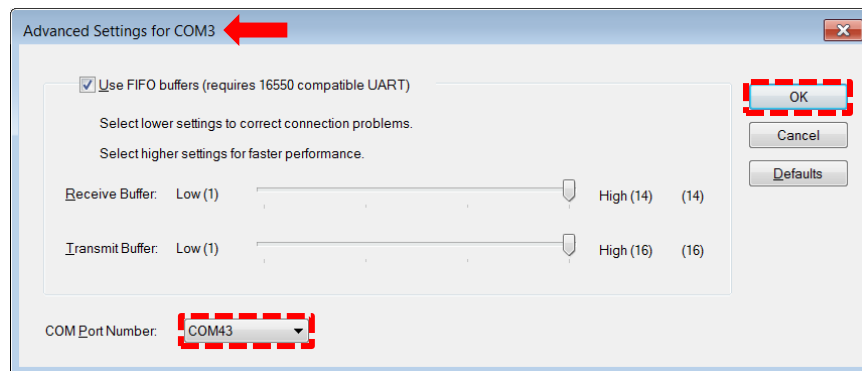 Advanced Settings for COM3
Use FIFO buffers (requires 16550 compatible UART)
OK
Select lower settings to correct connection problems.
Cancel
Select higher settings for faster performance.
Defaults
Receive Buffer: Low (1) High (14) (14)
Transmit Buffer: Low (1) High (16) (16)
COM Port Number: COM43